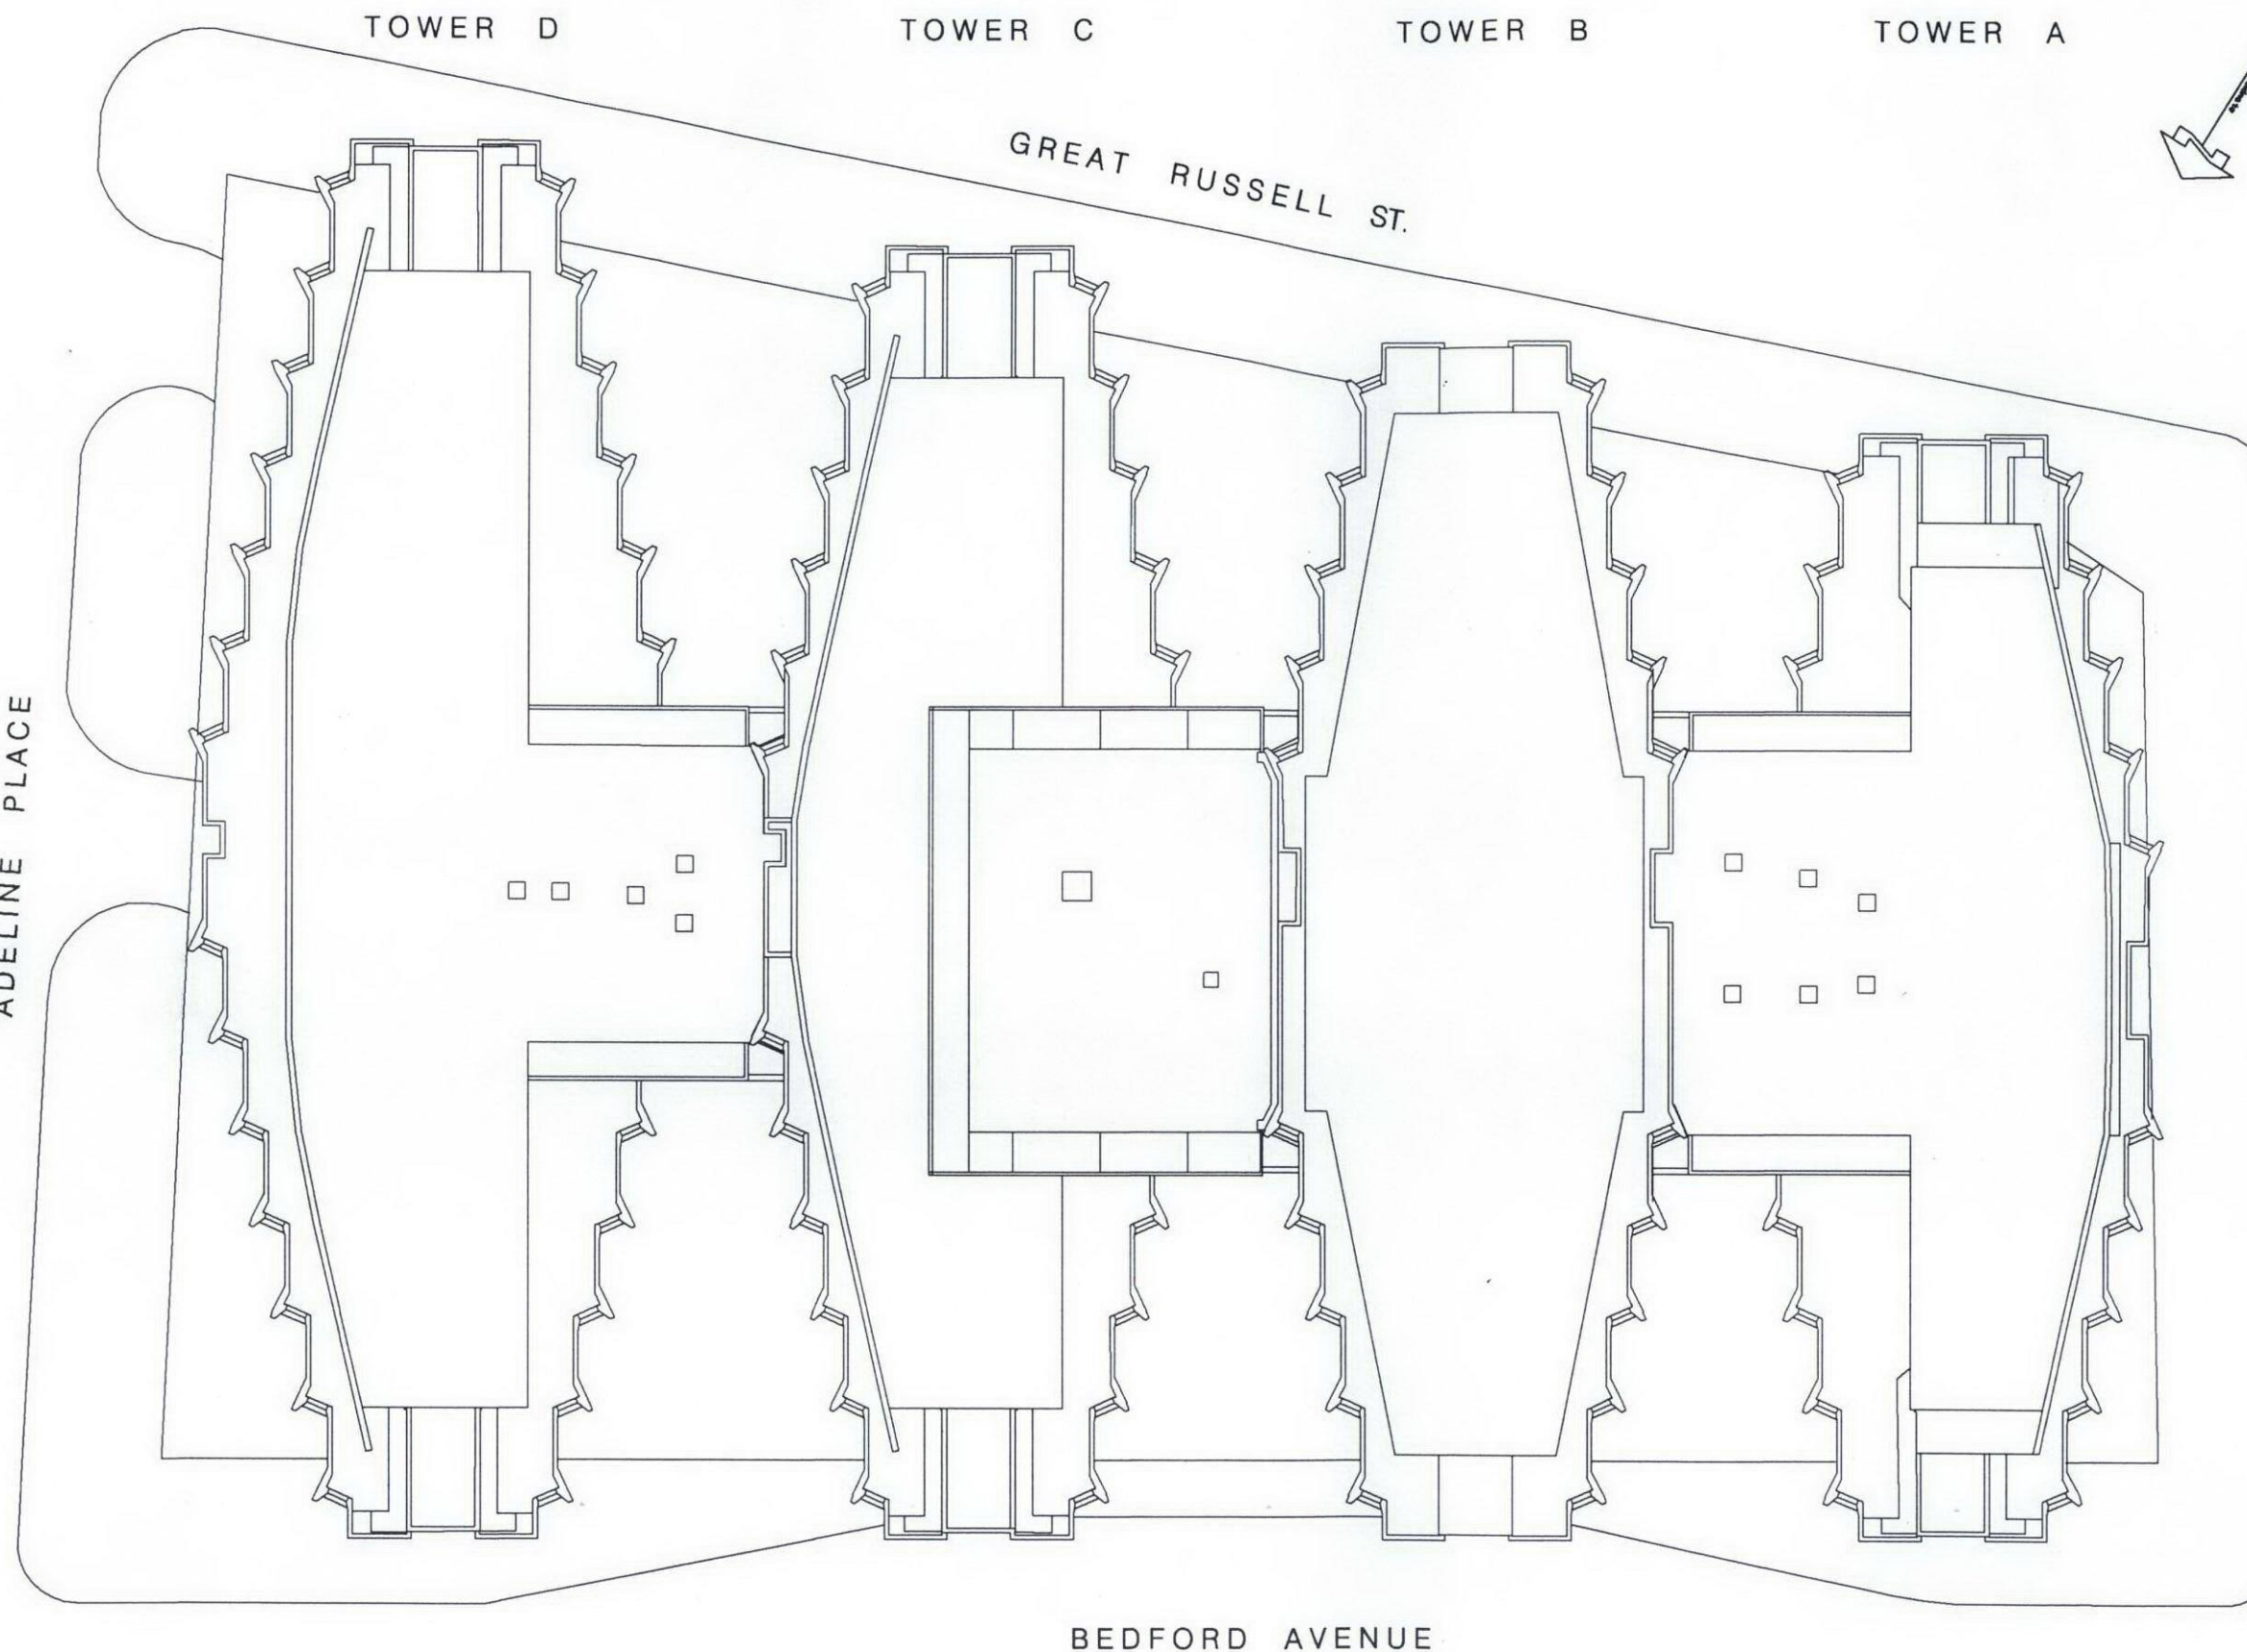 TOWER D
TOWER C
TOWER B
TOWER A
GREAT RUSSELL ST.
ADELINE PLACE
BEDFORD AVENUE